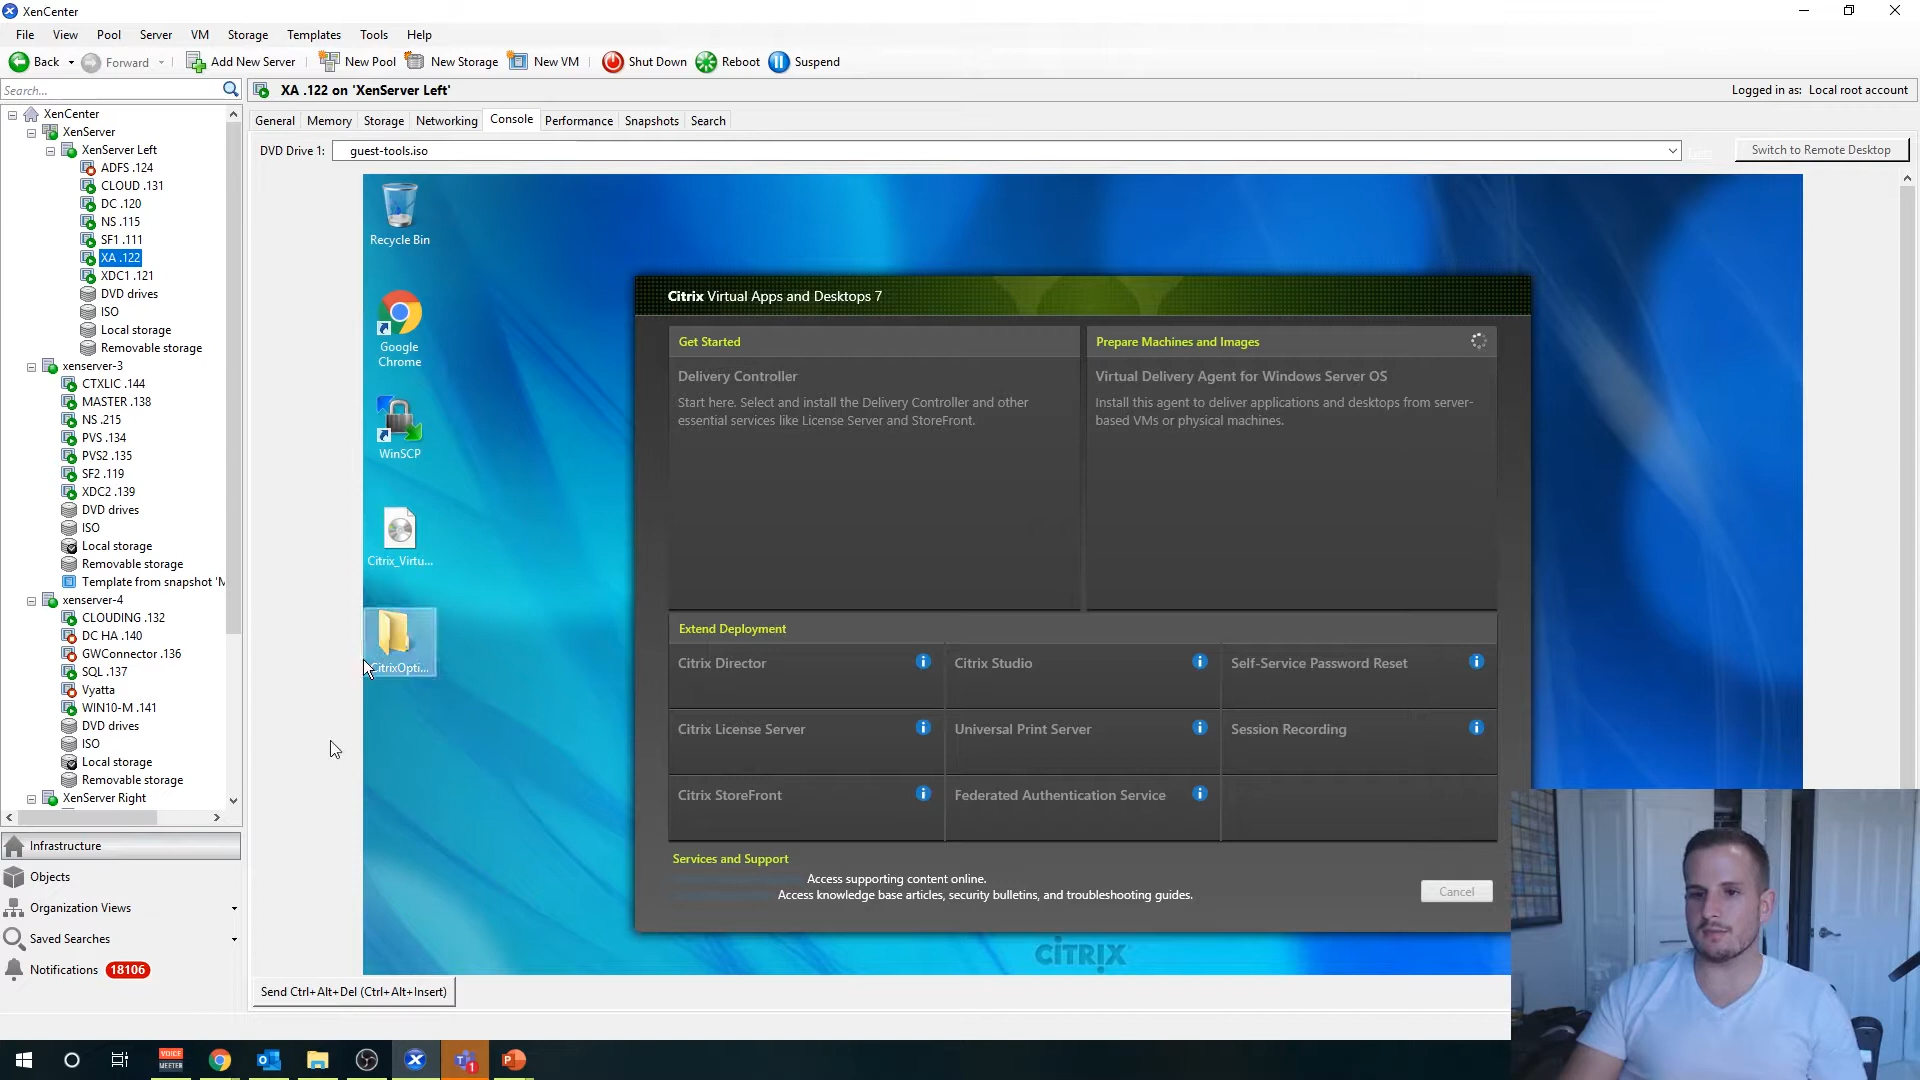 XenCenter
File View Pool Server VM Storage Templates Tools Help
Back Forward Add New Server New Pool New Storage New VM Shut Down Reboot Suspend
Search...
XA .122 on 'XenServer Left'
Logged in as: Local root account
General Memory Storage Networking Console Performance Snapshots Search
DVD Drive 1: guest-tools.iso
Switch to Remote Desktop
XenCenter
XenServer
XenServer Left
ADFS .124
CLOUD .131
DC .120
NS .115
SF1 .111
XA .122
XDC1 .121
DVD drives
ISO
Local storage
Removable storage
xenserver-3
CTXLIC .144
MASTER .138
NS .215
PVS .134
PVS2 .135
SF2 .119
XDC2 .139
DVD drives
ISO
Local storage
Removable storage
Template from snapshot 'M
xenserver-4
CLOUDING .132
DC HA .140
GWConnector .136
SQL .137
Vyatta
WIN10-M .141
DVD drives
ISO
Local storage
Removable storage
XenServer Right
Infrastructure
Objects
Organization Views
Saved Searches
Notifications 18106
Recycle Bin
Google
Chrome
WinSCP
Citrix_Virtu...
CitrixOpti...
Citrix Virtual Apps and Desktops 7
Get Started
Delivery Controller
Start here. Select and install the Delivery Controller and other
essential services like License Server and StoreFront.
Prepare Machines and Images
Virtual Delivery Agent for Windows Server OS
Install this agent to deliver applications and desktops from server-
based VMs or physical machines.
Extend Deployment
Citrix Director
Citrix Studio
Self-Service Password Reset
Citrix License Server
Universal Print Server
Session Recording
Citrix StoreFront
Federated Authentication Service
Services and Support
Access supporting content online.
Access knowledge base articles, security bulletins, and troubleshooting guides.
Cancel
CITRIX
Send Ctrl+Alt+Del (Ctrl+Alt+Insert)
VOICE
MEETER
1